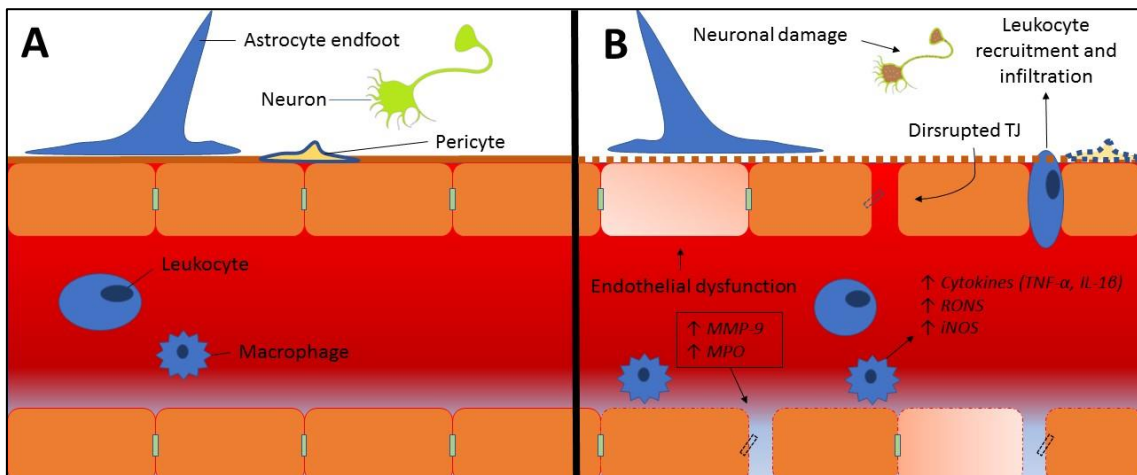 A
Astrocyte endfoot
Neuron
Pericyte
Leukocyte
Macrophage
B
Neuronal damage
Leukocyte
recruitment and
infiltration
Dirsrupted TJ
Endothelial dysfunction
↑ Cytokines (TNF-α, IL-1β)
↑ RONS
↑ iNOS
↑ MMP-9
↑ MPO